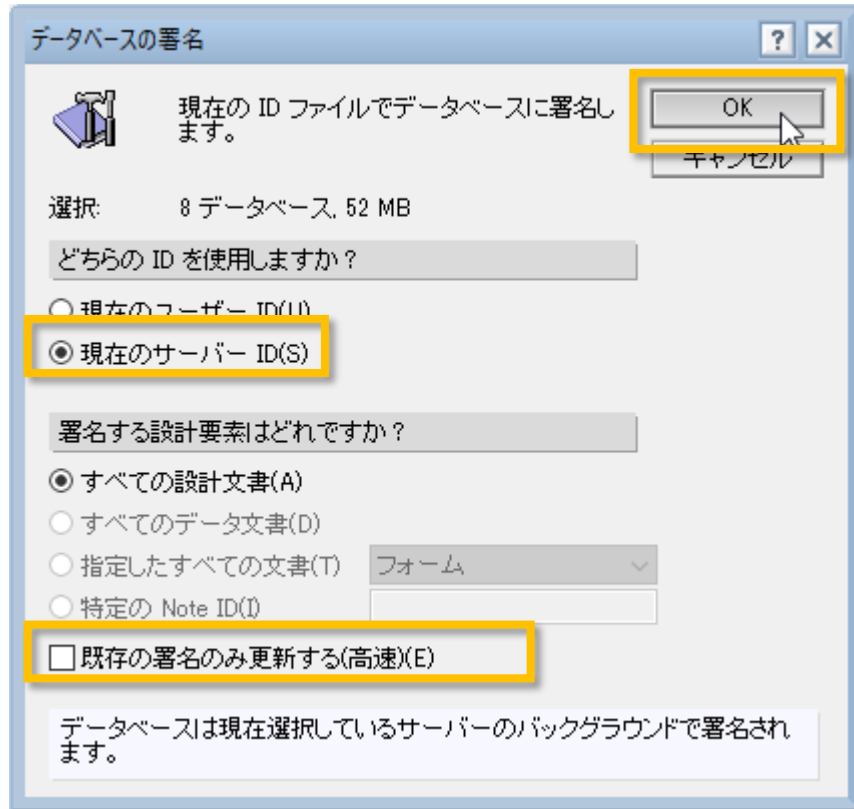 データベースの署名
現在の ID ファイルでデータベースに署名し
ます。
OK
キャンセル
選択: 8 データベース, 52 MB
どちらの ID を使用しますか?
現在のユーザー ID(U)
現在のサーバー ID(S)
署名する設計要素はどれですか?
すべての設計文書(A)
すべてのデータ文書(D)
指定したすべての文書(T) フォーム
特定の Note ID(I)
既存の署名のみ更新する(高速)(E)
データベースは現在選択しているサーバーのバックグラウンドで署名され
ます。